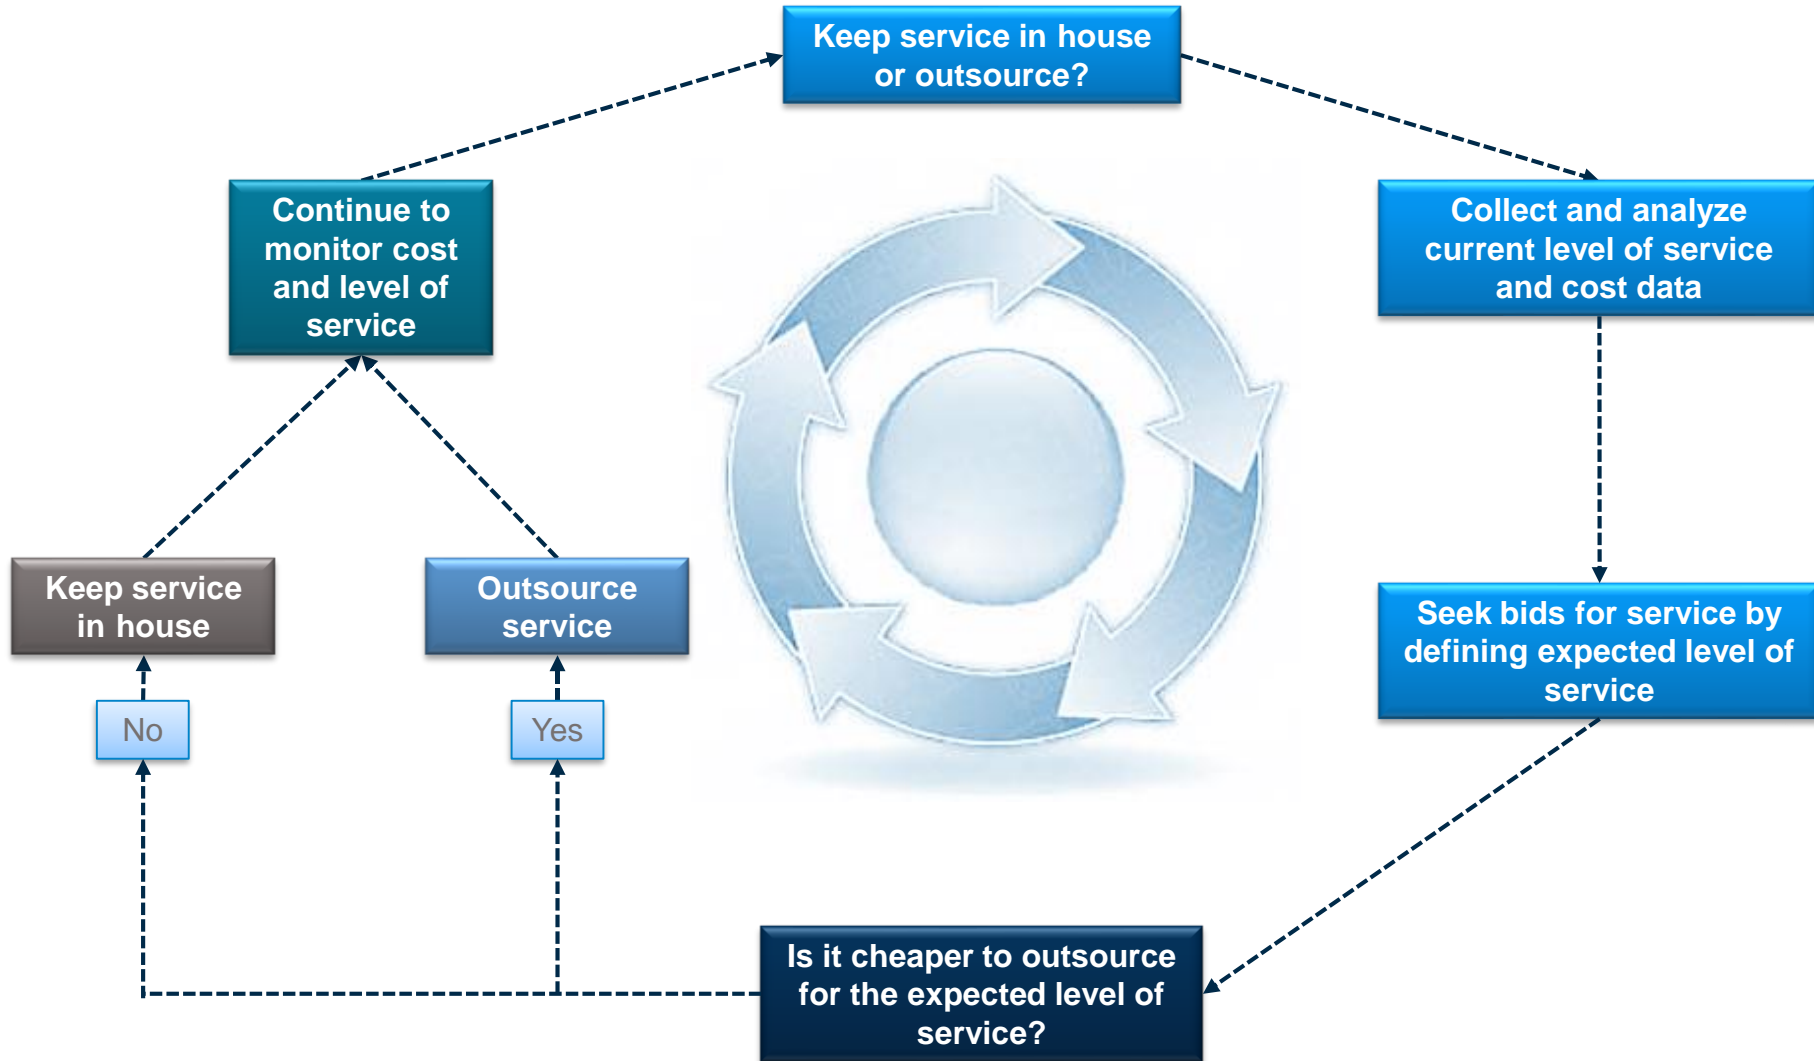 Keep service in house
or outsource?
Collect and analyze
current level of service
and cost data
Seek bids for service by
defining expected level of
service
Is it cheaper to outsource
for the expected level of
service?
No
Yes
Keep service
in house
Outsource
service
Continue to
monitor cost
and level of
service